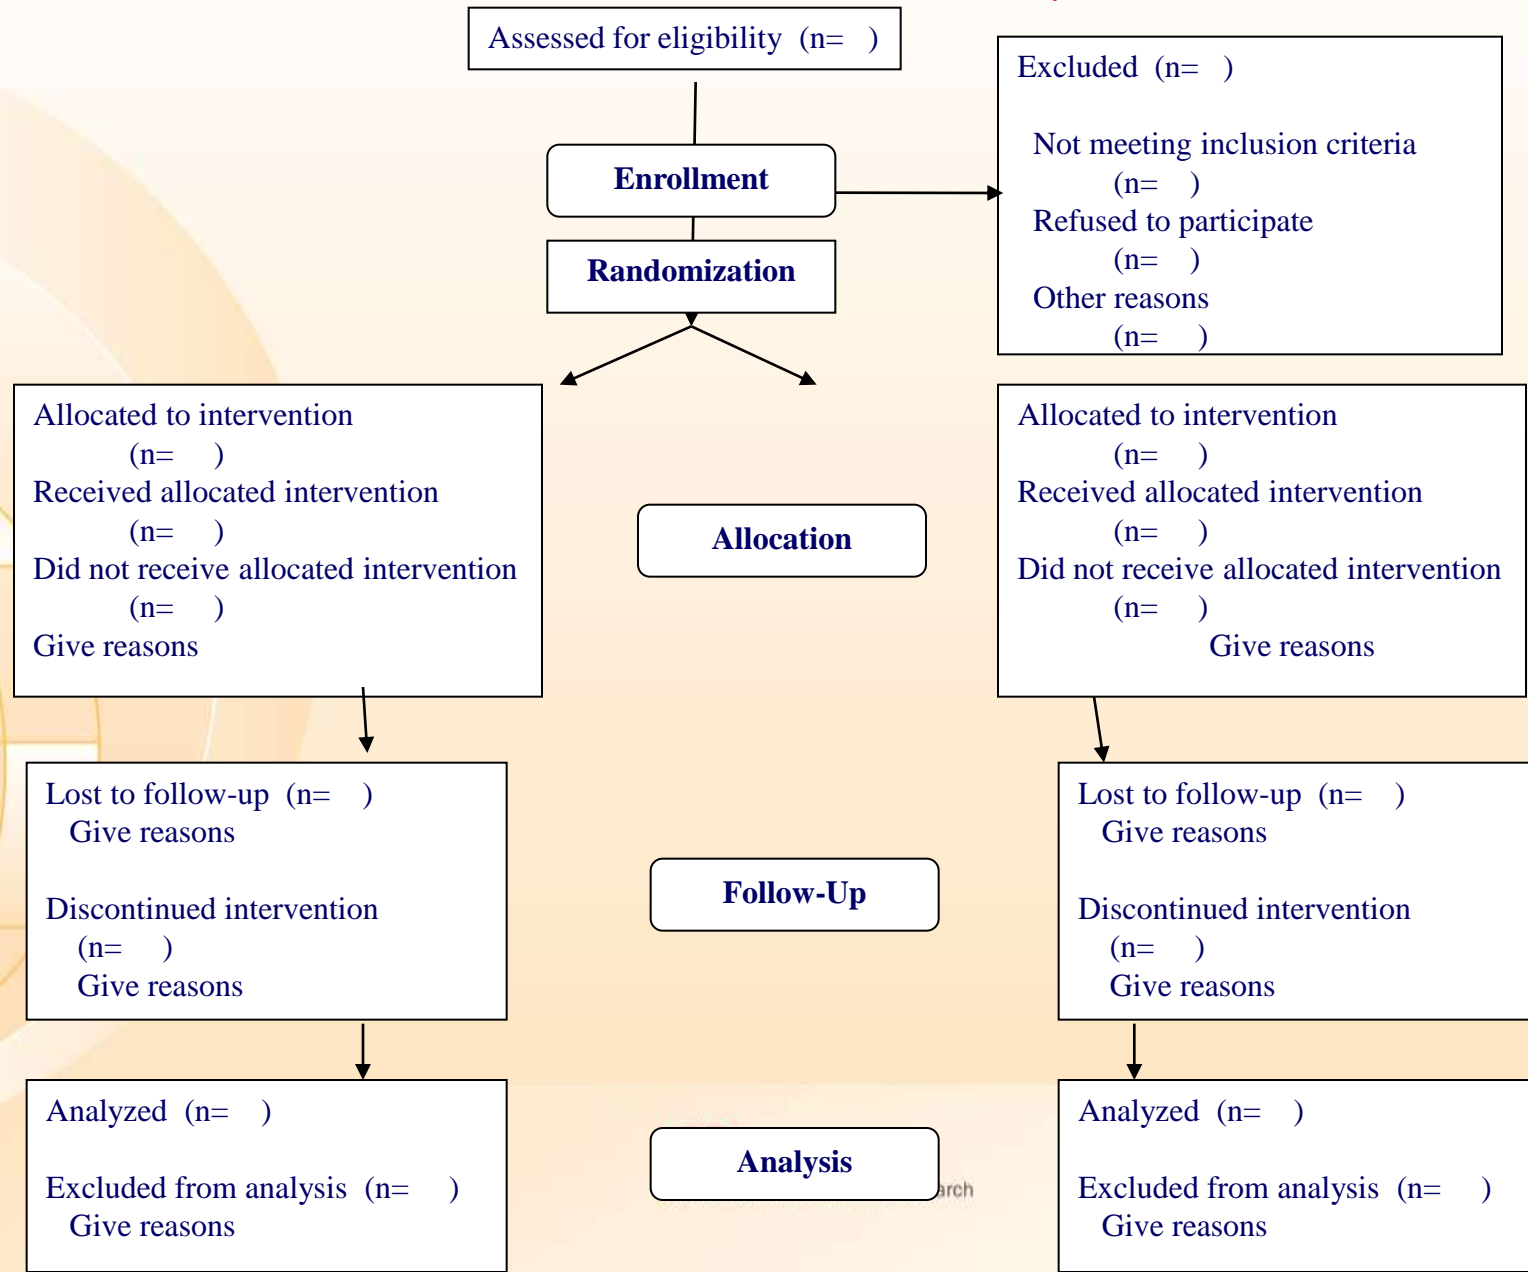 Assessed for eligibility (n= )
Excluded (n= )
Not meeting inclusion criteria
(n= )
Refused to participate
(n= )
Other reasons
(n= )
Enrollment
Randomization
Allocated to intervention
(n= )
Received allocated intervention
(n= )
Did not receive allocated intervention
(n= )
Give reasons
Allocation
Allocated to intervention
(n= )
Received allocated intervention
(n= )
Did not receive allocated intervention
(n= )
Give reasons
Lost to follow-up (n= )
Give reasons
Discontinued intervention
(n= )
Give reasons
Follow-Up
Lost to follow-up (n= )
Give reasons
Discontinued intervention
(n= )
Give reasons
Analyzed (n= )
Excluded from analysis (n= )
Give reasons
Analysis
arch
Analyzed (n= )
Excluded from analysis (n= )
Give reasons